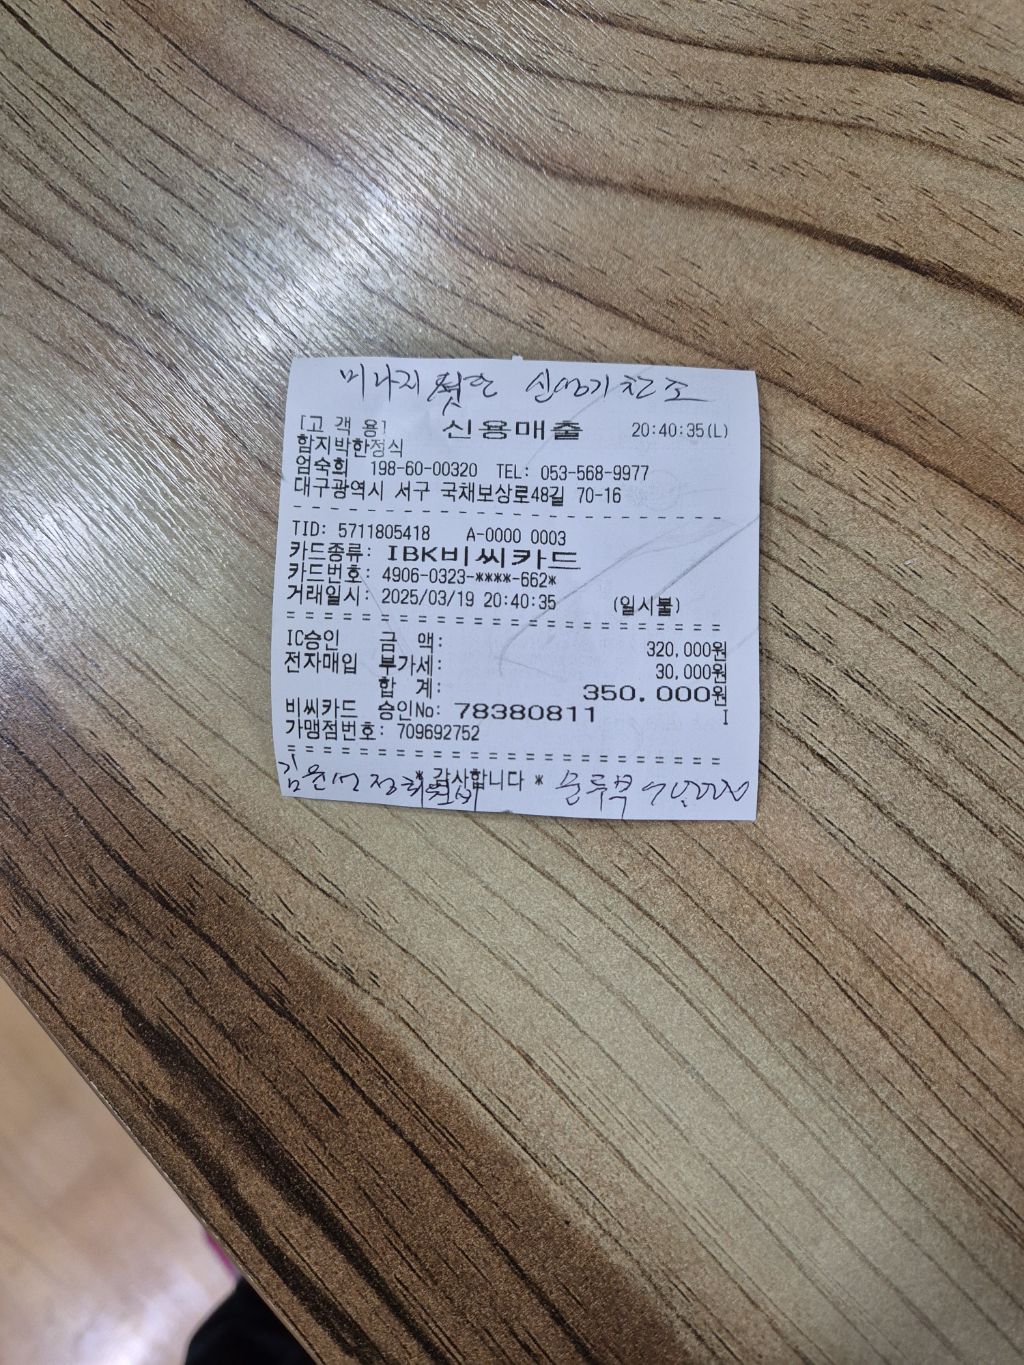 [고 객 용] 신용매출 20:40:35(L)
함지박한정식
엄숙희 198-60-00320 TEL: 053-568-9977
대구광역시 서구 국채보상로48길 70-16
TID: 5711805418 A-0000 0003
카드종류: IBK비씨카드
카드번호: 4906-0323-****-662*
거래일시: 2025/03/19 20:40:35 (일시불)
IC승인 금 액: 320,000원
전자매입 부가세: 30,000원
합 계: 350,000원
비씨카드 승인No: 78380811 I
가맹점번호: 709692752
* 감사합니다 *